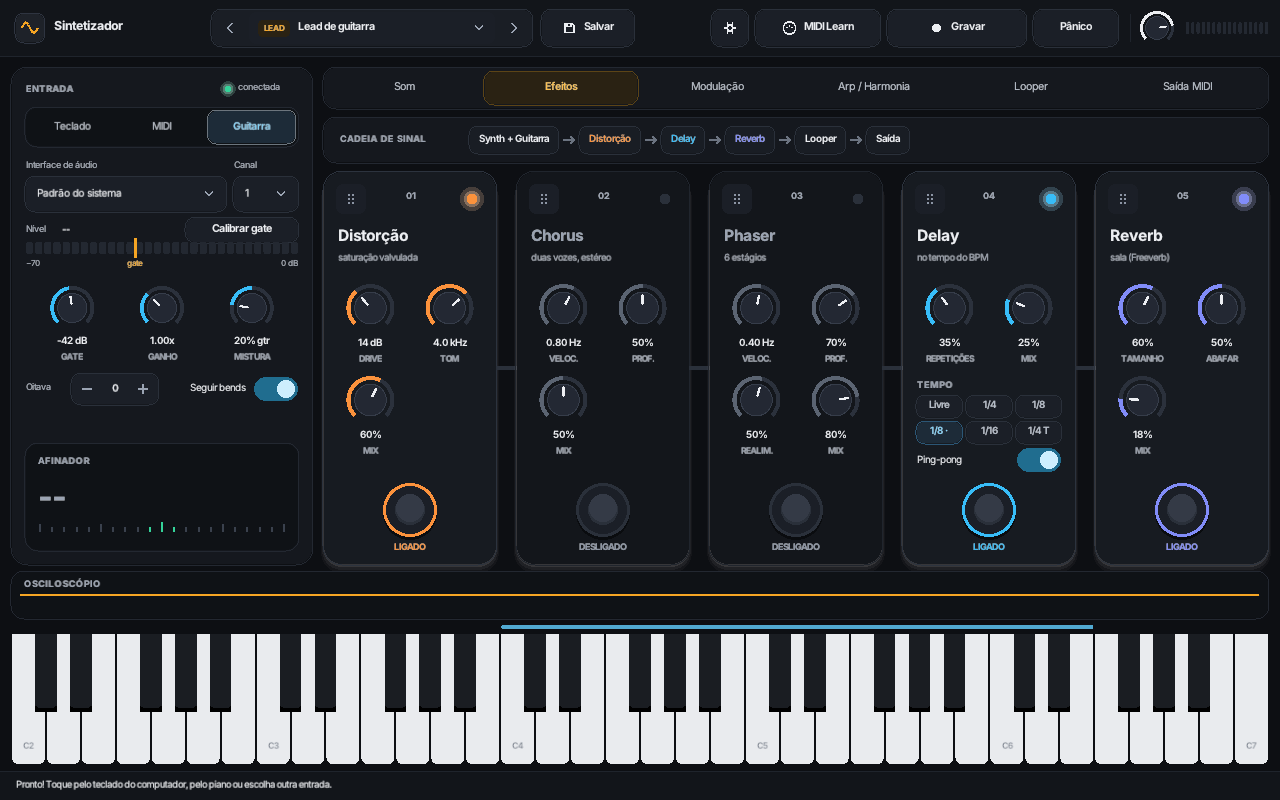 Sintetizador
LEAD Lead de guitarra
Salvar
MIDI Learn
Gravar
Pânico
ENTRADA
conectada
Teclado MIDI Guitarra
Interface de áudio Canal
Padrão do sistema 1
Nível -- Calibrar gate
−70 gate 0 dB
-42 dB 1.00x 20% gtr
GATE GANHO MISTURA
Oitava − 0 + Seguir bends
AFINADOR
--
Som Efeitos Modulação Arp / Harmonia Looper Saída MIDI
CADEIA DE SINAL Synth + Guitarra → Distorção → Delay → Reverb → Looper → Saída
01
Distorção
saturação valvulada
14 dB 4.0 kHz
DRIVE TOM
60%
MIX
LIGADO
02
Chorus
duas vozes, estéreo
0.80 Hz 50%
VELOC. PROF.
50%
MIX
DESLIGADO
03
Phaser
6 estágios
0.40 Hz 70%
VELOC. PROF.
50% 80%
REALIM. MIX
DESLIGADO
04
Delay
no tempo do BPM
35% 25%
REPETIÇÕES MIX
TEMPO
Livre 1/4 1/8
1/8 · 1/16 1/4 T
Ping-pong
LIGADO
05
Reverb
sala (Freeverb)
60% 50%
TAMANHO ABAFAR
18%
MIX
LIGADO
OSCILOSCÓPIO
C2 C3 C4 C5 C6 C7
Pronto! Toque pelo teclado do computador, pelo piano ou escolha outra entrada.